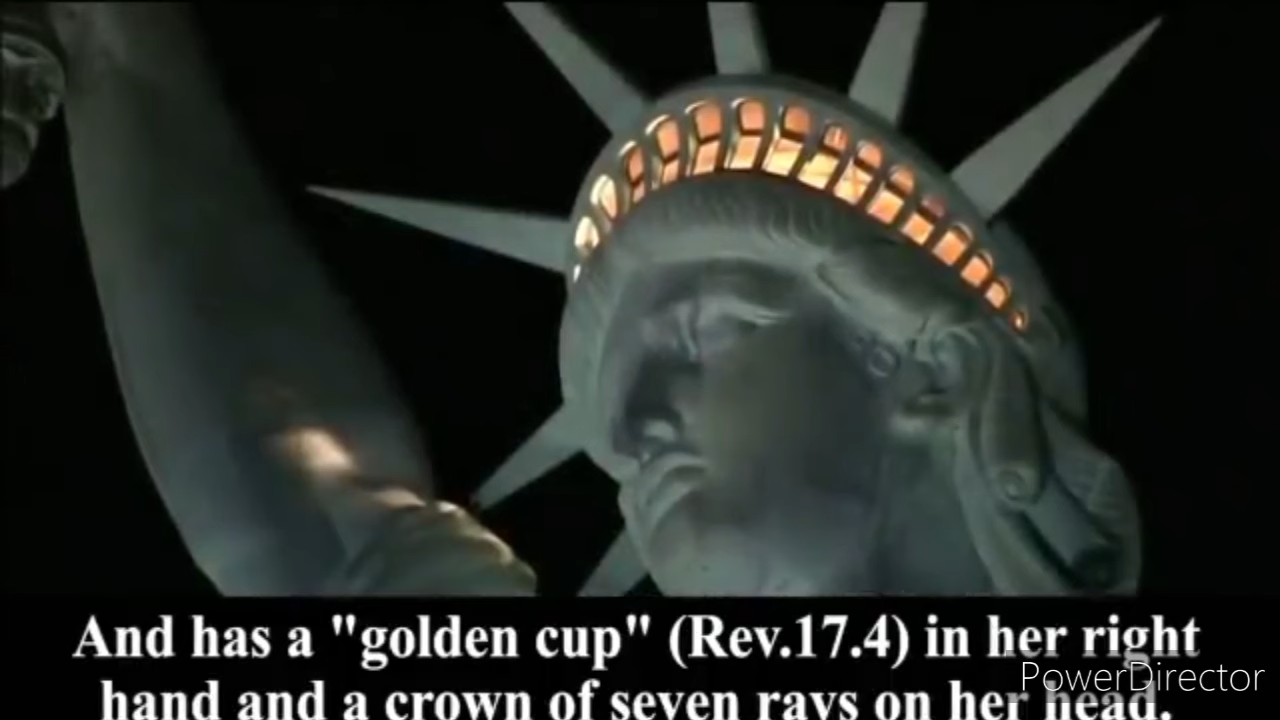 And has a "golden cup" (Rev.17.4) in her right
hand and a crown of seven rays on her head.
PowerDirector